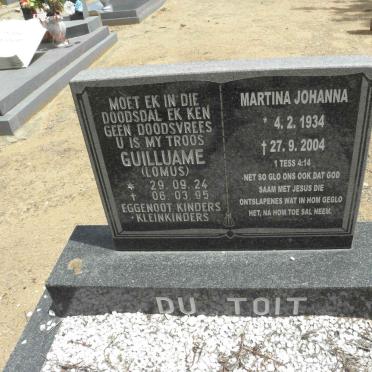 MOET EK IN DIE
DOODSDAL EK KEN
GEEN DOODSVREES
U IS MY TROOS
GUILLUAME
(LOMUS)
* 29.09.24
† 06.03.95
EGGENOOT KINDERS
• KLEINKINDERS
MARTINA JOHANNA
* 4.2.1934
† 27.9.2004
1 TESS 4:14
NET SO GLO ONS OOK DAT GOD
SAAM MET JESUS DIE
ONTSLAPENES WAT IN HOM GEGLO
HET, NA HOM TOE SAL NEEM.
DU TOIT